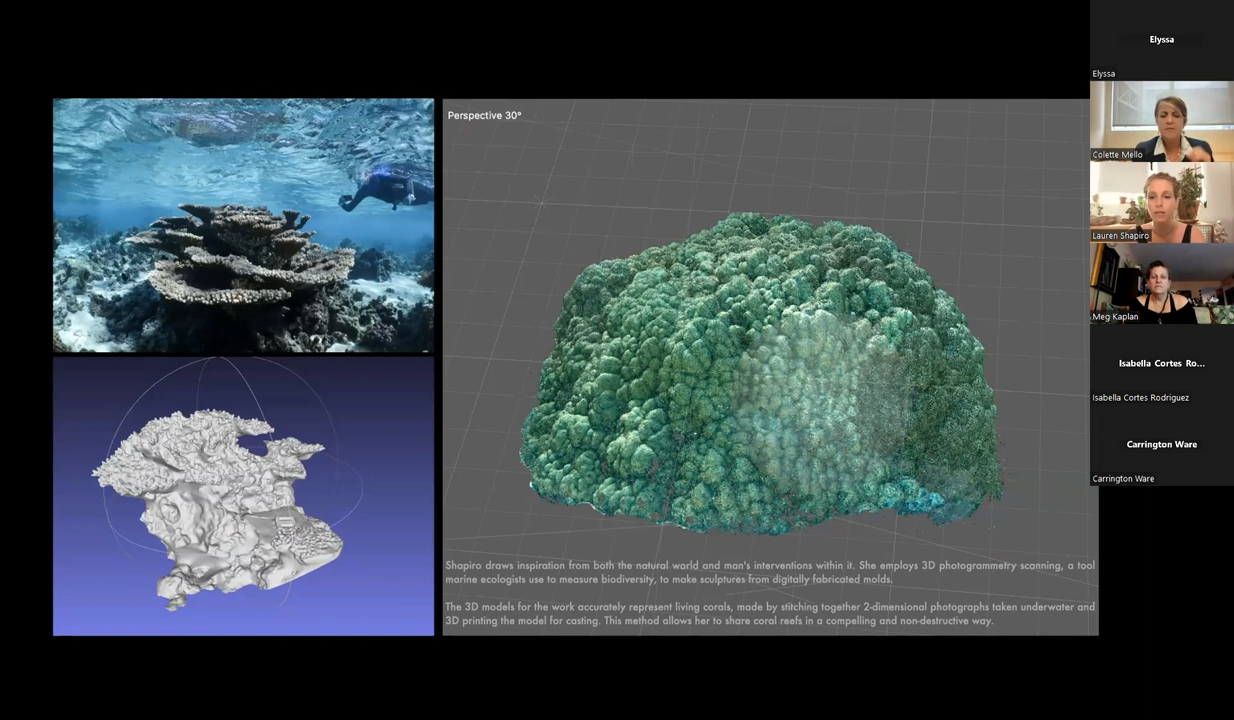 Perspective 30°
Shapiro draws inspiration from both the natural world and man's interventions within it. She employs 3D photogrammetry scanning, a tool
marine ecologists use to measure biodiversity, to make sculptures from digitally fabricated molds.
The 3D models for the work accurately represent living corals, made by stitching together 2-dimensional photographs taken underwater and
3D printing the model for casting. This method allows her to share coral reefs in a compelling and non-destructive way.
Elyssa
Elyssa
Colette Mello
Lauren Shapiro
Meg Kaplan
Isabella Cortes Ro...
Isabella Cortes Rodriguez
Carrington Ware
Carrington Ware